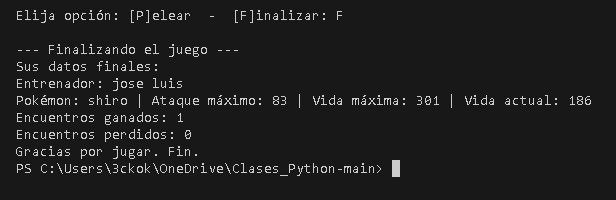 Elija opción: [P]elear  -  [F]inalizar: F
--- Finalizando el juego ---
Sus datos finales:
Entrenador: jose luis
Pokémon: shiro | Ataque máximo: 83 | Vida máxima: 301 | Vida actual: 186
Encuentros ganados: 1
Encuentros perdidos: 0
Gracias por jugar. Fin.
PS C:\Users\3ckok\OneDrive\Clases_Python-main>